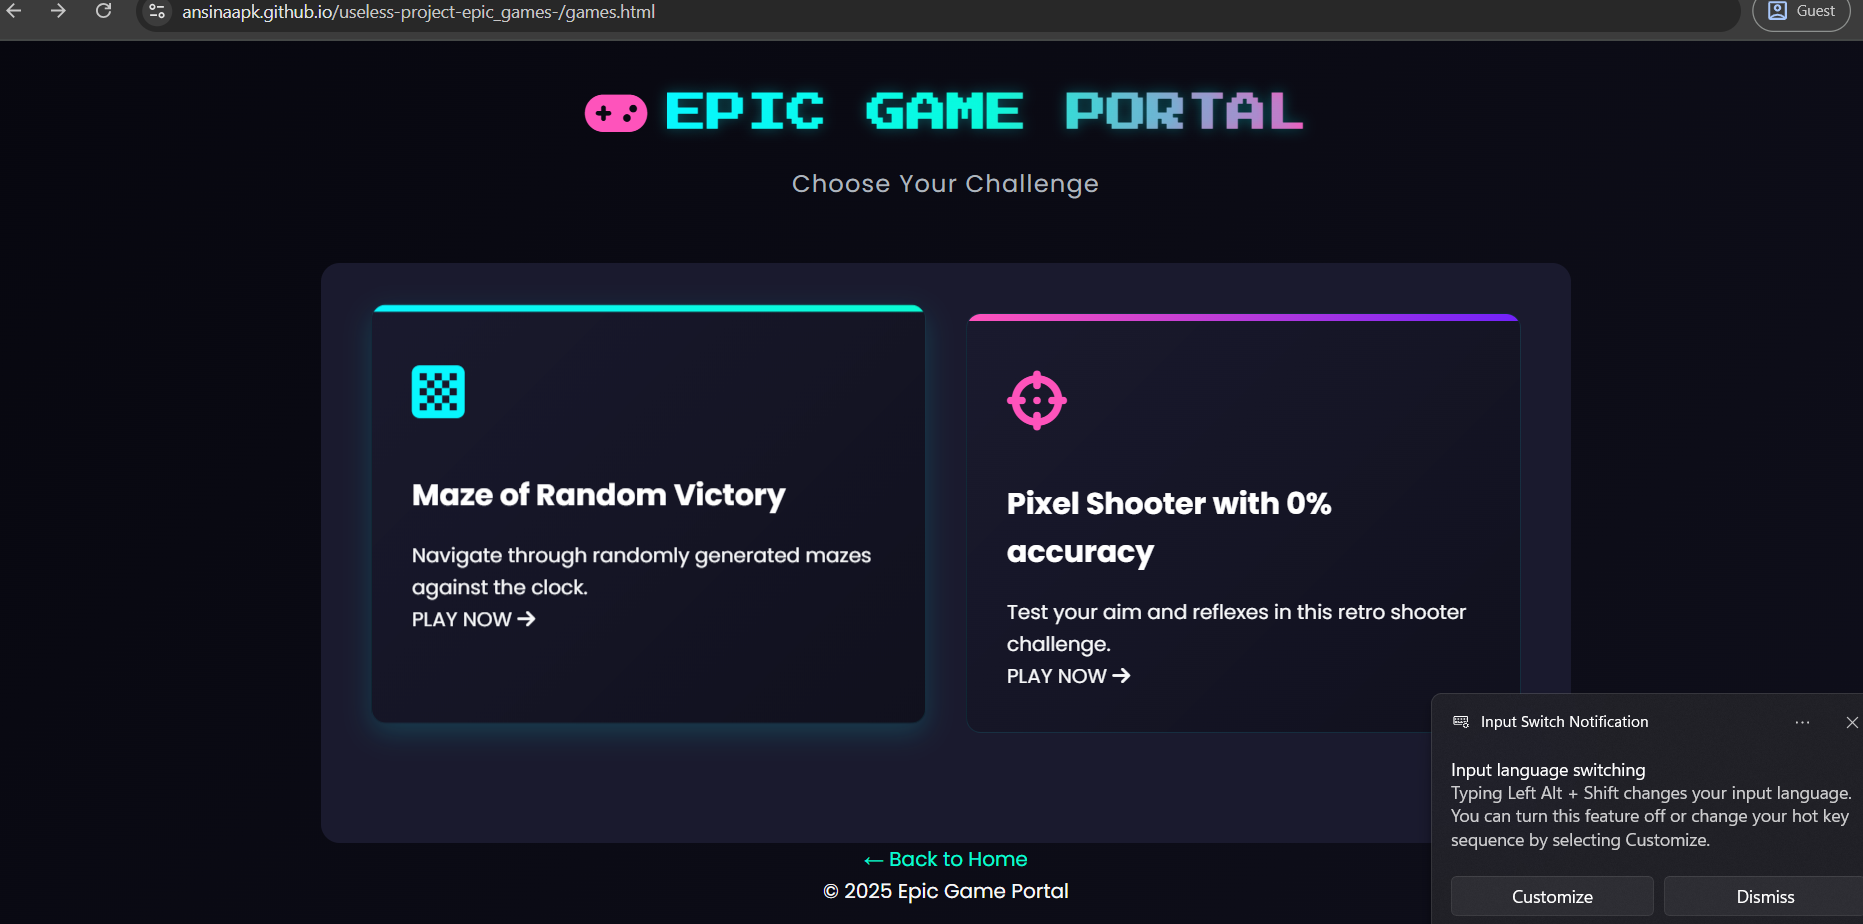 ansinaapk.github.io/useless-project-epic_games-/games.html
Guest
EPIC GAME PORTAL
Choose Your Challenge
Maze of Random Victory
Navigate through randomly generated mazes
against the clock.
PLAY NOW →
Pixel Shooter with 0%
accuracy
Test your aim and reflexes in this retro shooter
challenge.
PLAY NOW →
← Back to Home
© 2025 Epic Game Portal
Input Switch Notification
Input language switching
Typing Left Alt + Shift changes your input language.
You can turn this feature off or change your hot key
sequence by selecting Customize.
Customize
Dismiss